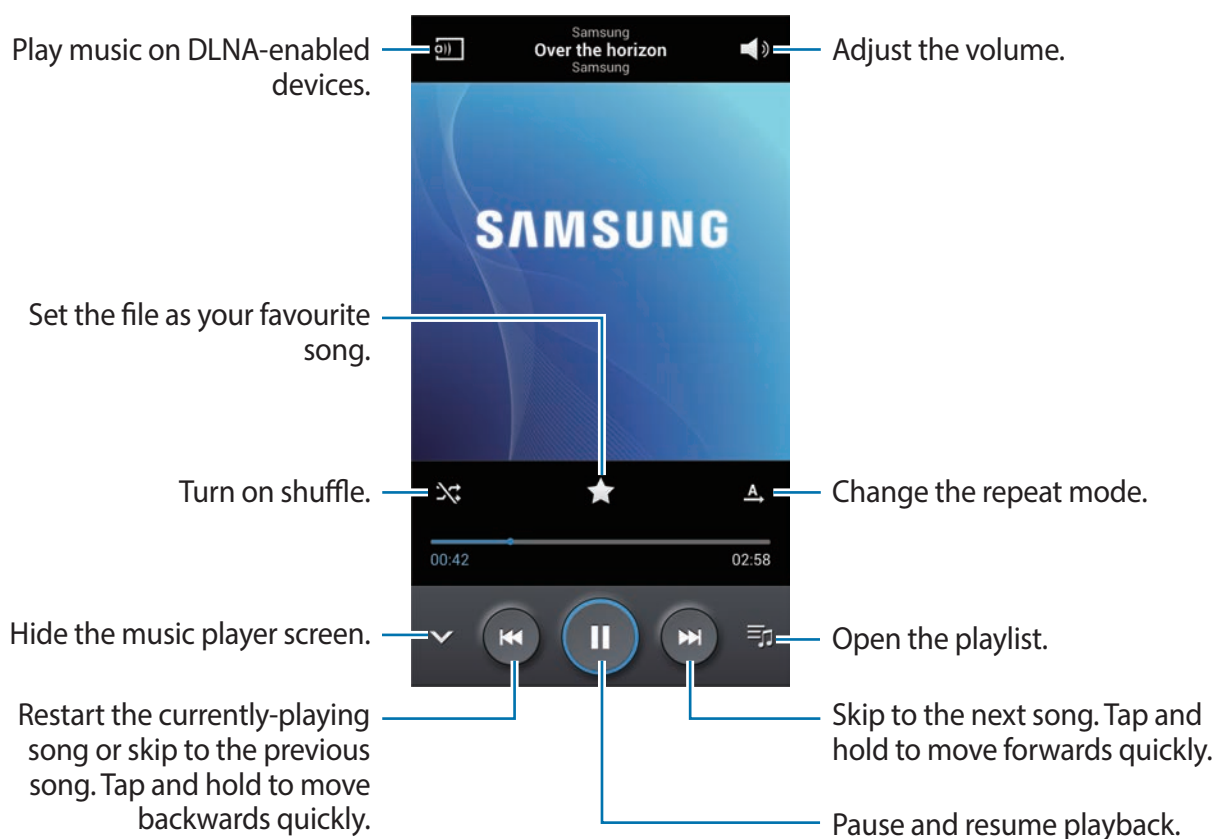 Samsung
Over the horizon
Samsung
Play music on DLNA-enabled
devices.
Adjust the volume.
SAMSUNG
Set the file as your favourite
song.
Turn on shuffle.
A
Change the repeat mode.
00:42
02:58
Hide the music player screen.
Open the playlist.
Restart the currently-playing
song or skip to the previous
song. Tap and hold to move
backwards quickly.
Skip to the next song. Tap and
hold to move forwards quickly.
Pause and resume playback.